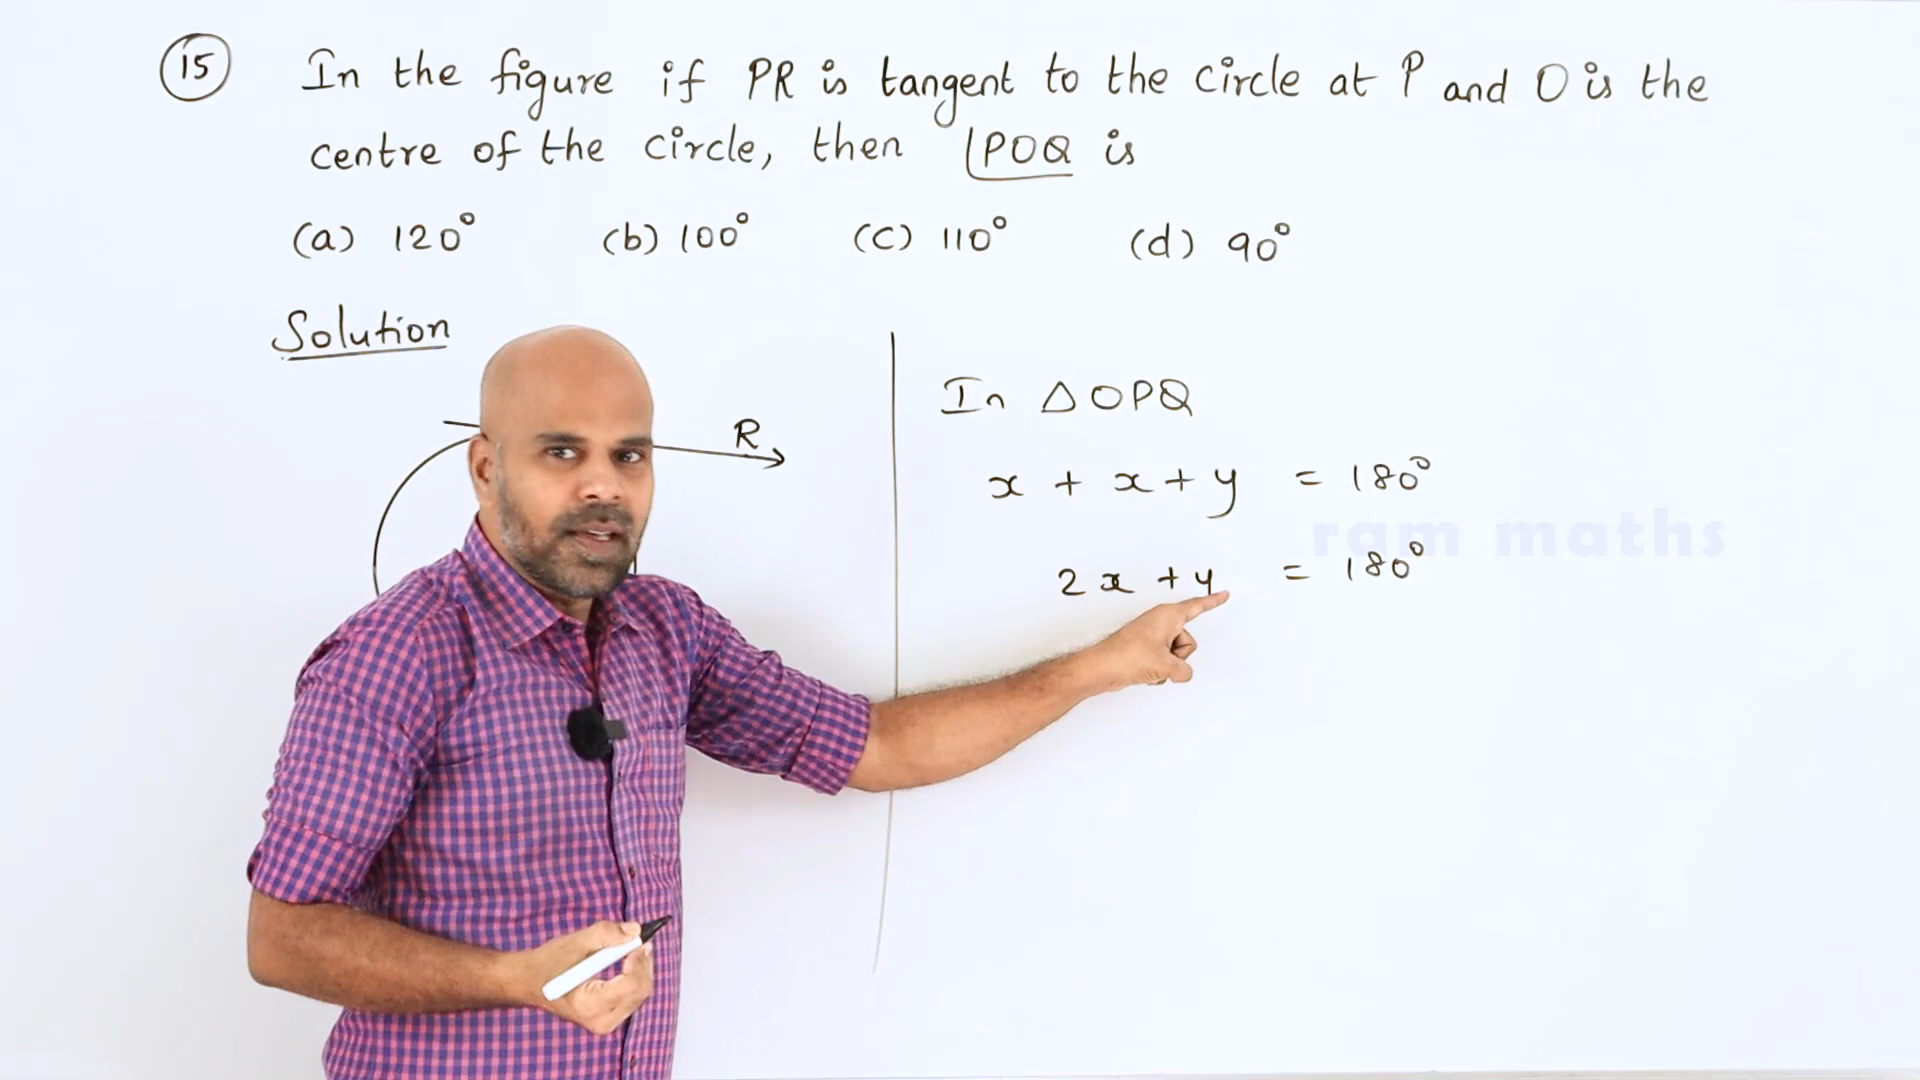 15 In the figure if PR is tangent to the circle at P and O is the
centre of the circle, then ∠POQ is
(a) 120° (b) 100° (c) 110° (d) 90°
Solution
R
In △OPQ
x + x + y = 180°
ram maths
2x + y = 180°